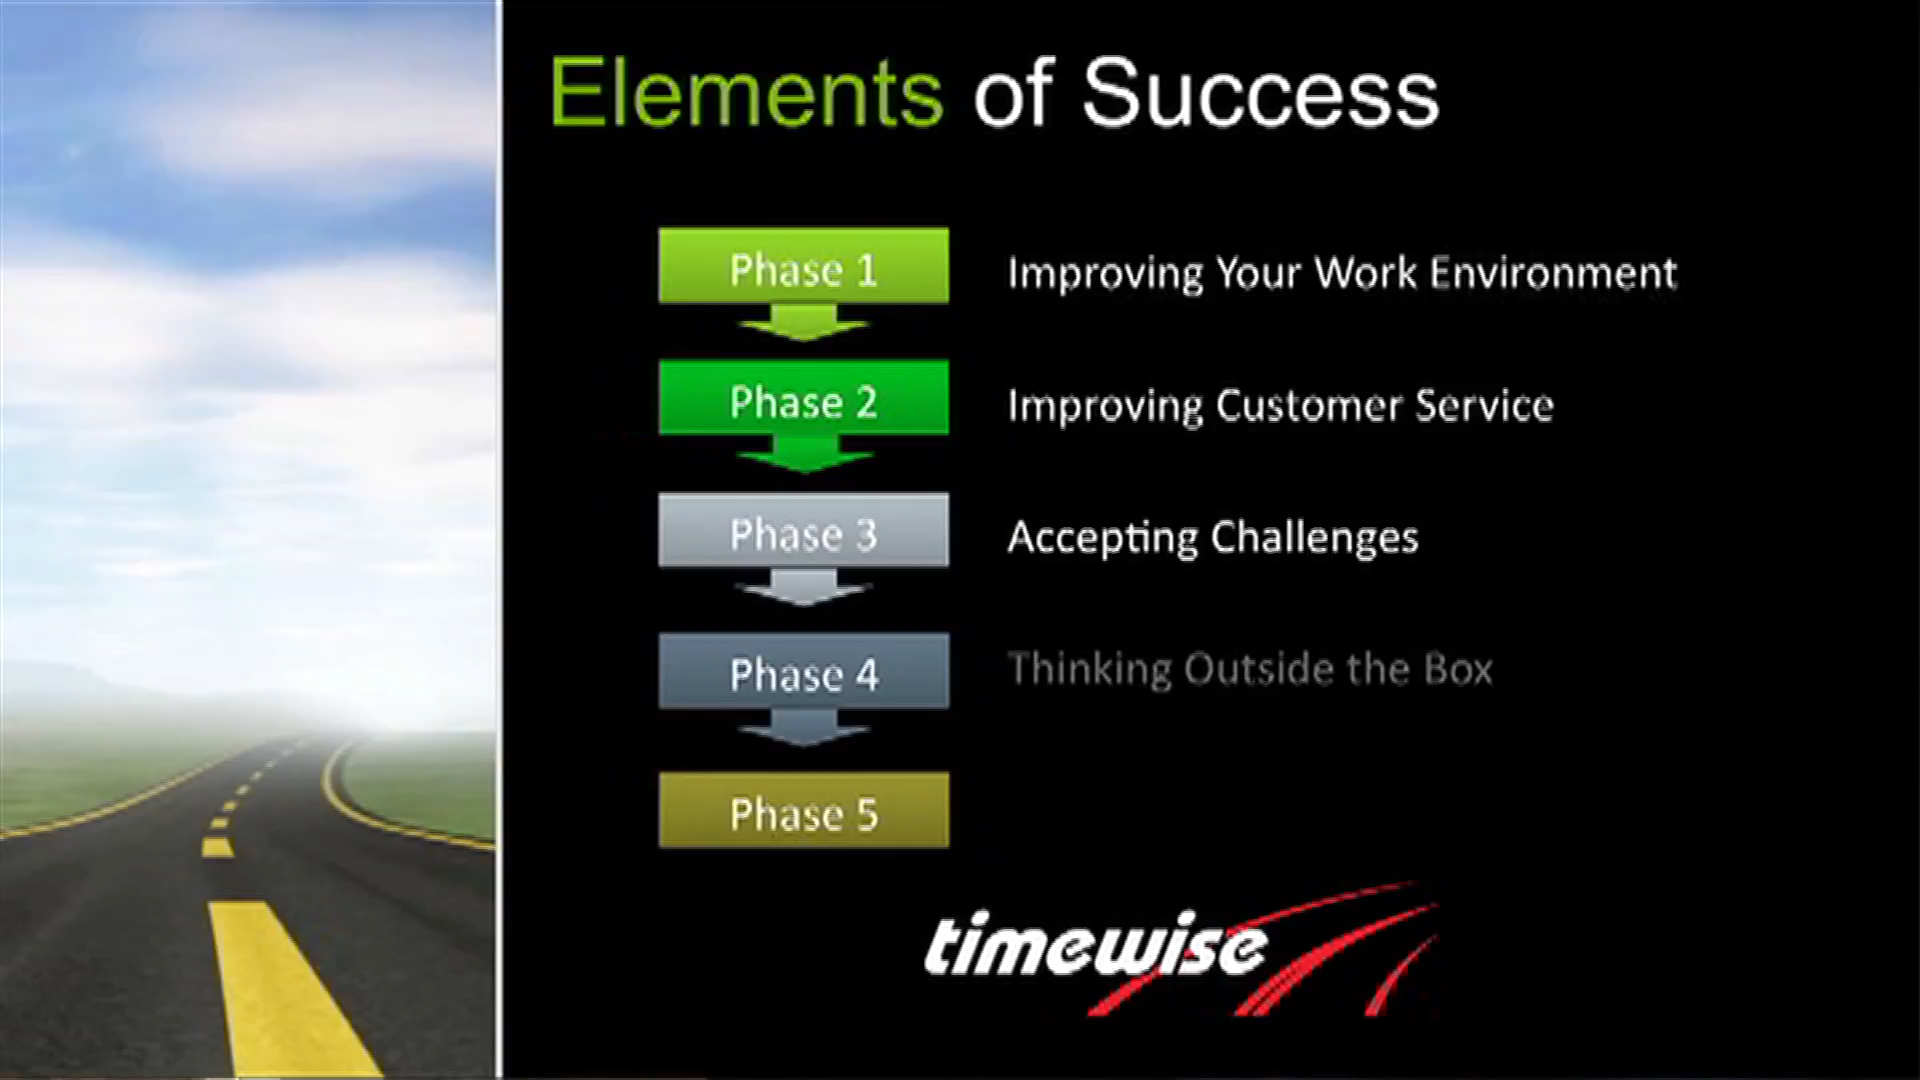 Elements of Success
Phase 1
Improving Your Work Environment
Phase 2
Improving Customer Service
Phase 3
Accepting Challenges
Phase 4
Thinking Outside the Box
Phase 5
timewise